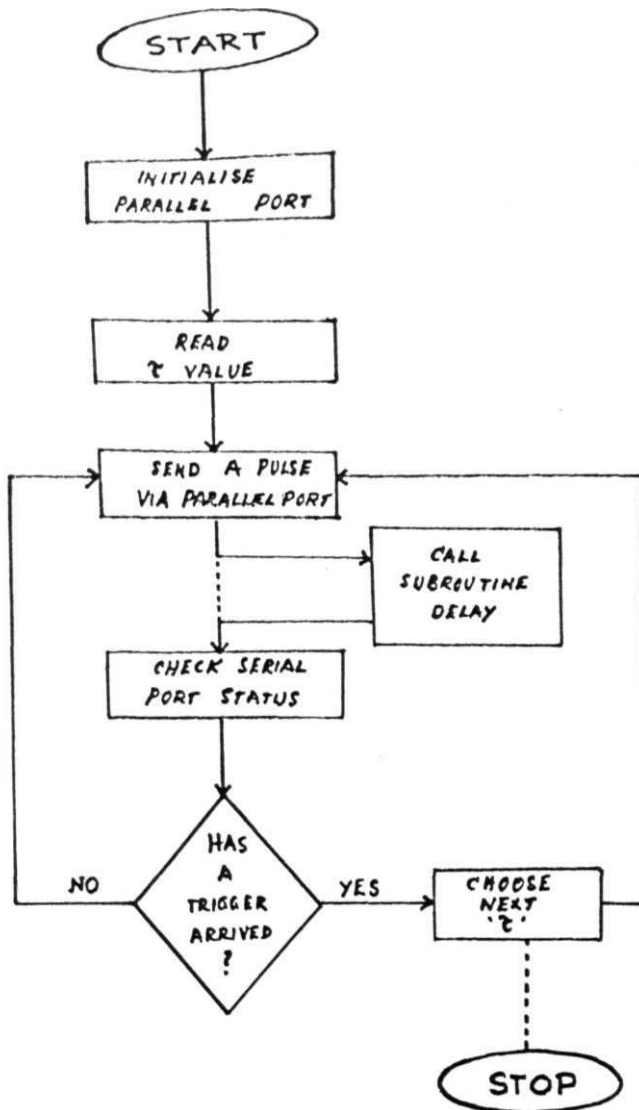 START
INITIALISE
PARALLEL PORT
READ
τ VALUE
SEND A PULSE
VIA PARALLEL PORT
CALL
SUBROUTINE
DELAY
CHECK SERIAL
PORT STATUS
HAS
A
TRIGGER
ARRIVED
?
NO
YES
CHOOSE
NEXT
'τ'
STOP